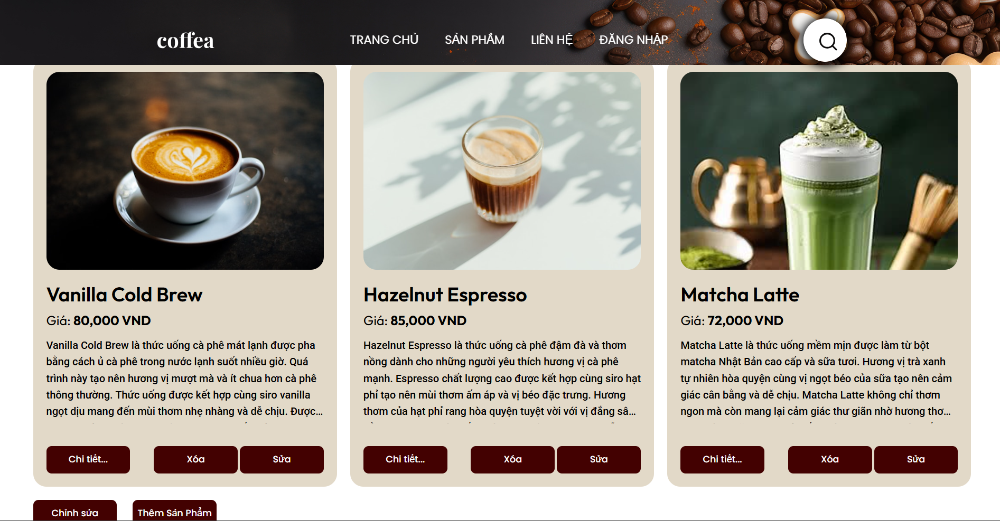 coffea
TRANG CHỦ
SẢN PHẨM
LIÊN HỆ
ĐĂNG NHẬP
Vanilla Cold Brew
Giá: 80,000 VND
Vanilla Cold Brew là thức uống cà phê mát lạnh được pha
bằng cách ủ cà phê trong nước lạnh suốt nhiều giờ. Quá
trình này tạo nên hương vị mượt mà và ít chua hơn cà phê
thông thường. Thức uống được kết hợp cùng siro vanilla
ngọt dịu mang đến mùi thơm nhẹ nhàng và dễ chịu. Được...
Chi tiết...
Xóa
Sửa
Hazelnut Espresso
Giá: 85,000 VND
Hazelnut Espresso là thức uống cà phê đậm đà và thơm
nồng dành cho những người yêu thích hương vị cà phê
mạnh. Espresso chất lượng cao được kết hợp cùng siro hạt
phỉ tạo nên mùi thơm ấm áp và vị béo đặc trưng. Hương
thơm của hạt phỉ rang hòa quyện tuyệt vời với vị đắng sâ...
Chi tiết...
Xóa
Sửa
Matcha Latte
Giá: 72,000 VND
Matcha Latte là thức uống mềm mịn được làm từ bột
matcha Nhật Bản cao cấp và sữa tươi. Hương vị trà xanh
tự nhiên hòa quyện cùng vị ngọt béo của sữa tạo nên cảm
giác cân bằng và dễ chịu. Matcha Latte không chỉ thơm
ngon mà còn mang lại cảm giác thư giãn nhờ hương thơ...
Chi tiết...
Xóa
Sửa
Chỉnh sửa
Thêm Sản Phẩm